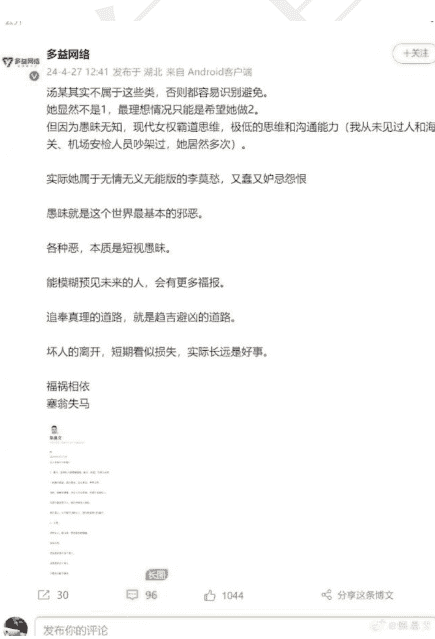 多益网络
+关注
24-4-27 12:41 发布于 湖北 来自 Android客户端
汤某其实不属于这些类，否则都容易识别避免。
她显然不是1，最理想情况只能是希望她做2。
但因为愚昧无知，现代女权霸道思维，极低的思维和沟通能力（我从未见过人和海
关、机场安检人员吵架过，她居然多次）。
实际她属于无情无义无能版的李莫愁，又蠢又妒忌怨恨
愚昧就是这个世界最基本的邪恶。
各种恶，本质是短视愚昧。
能模糊预见未来的人，会有更多福报。
追奉真理的道路，就是趋吉避凶的道路。
坏人的离开，短期看似损失，实际长远是好事。
福祸相依
塞翁失马
长图
30
96
1044
分享这条博文
发布你的评论